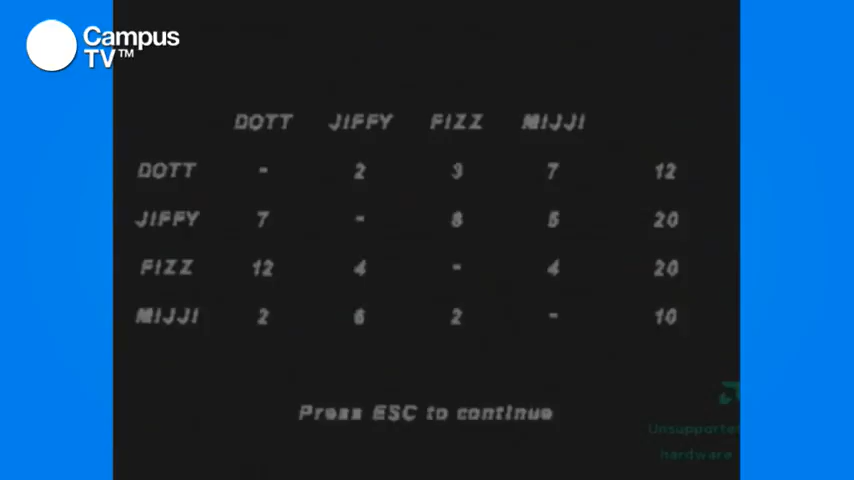 Campus
TV™
DOTT JIFFY FIZZ MIJJI
DOTT - 2 3 7 12
JIFFY 7 - 8 5 20
FIZZ 12 4 - 4 20
MIJJI 2 6 2 - 10
Press ESC to continue
Unsupported
hardware